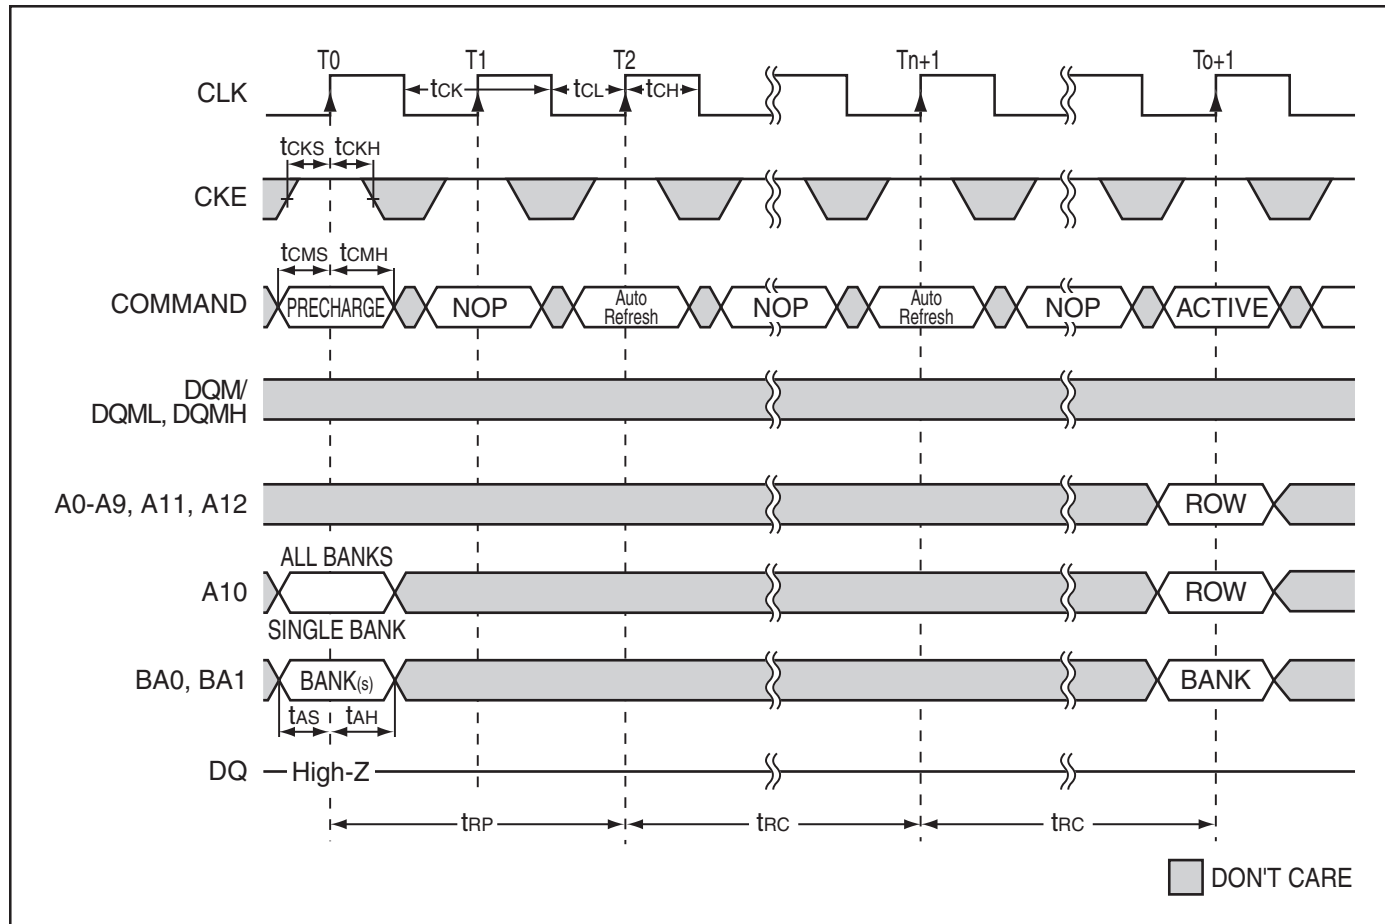 T0 T1 T2 Tn+1 To+1
CLK tCK tCL tCH
tCKS tCKH
CKE
tCMS tCMH
COMMAND PRECHARGE NOP Auto Refresh NOP Auto Refresh NOP ACTIVE
DQM/
DQML, DQMH
A0-A9, A11, A12 ROW
ALL BANKS
A10 ROW
SINGLE BANK
BA0, BA1 BANK(s) BANK
tAS tAH
DQ High-Z
tRP tRC tRC
DON'T CARE